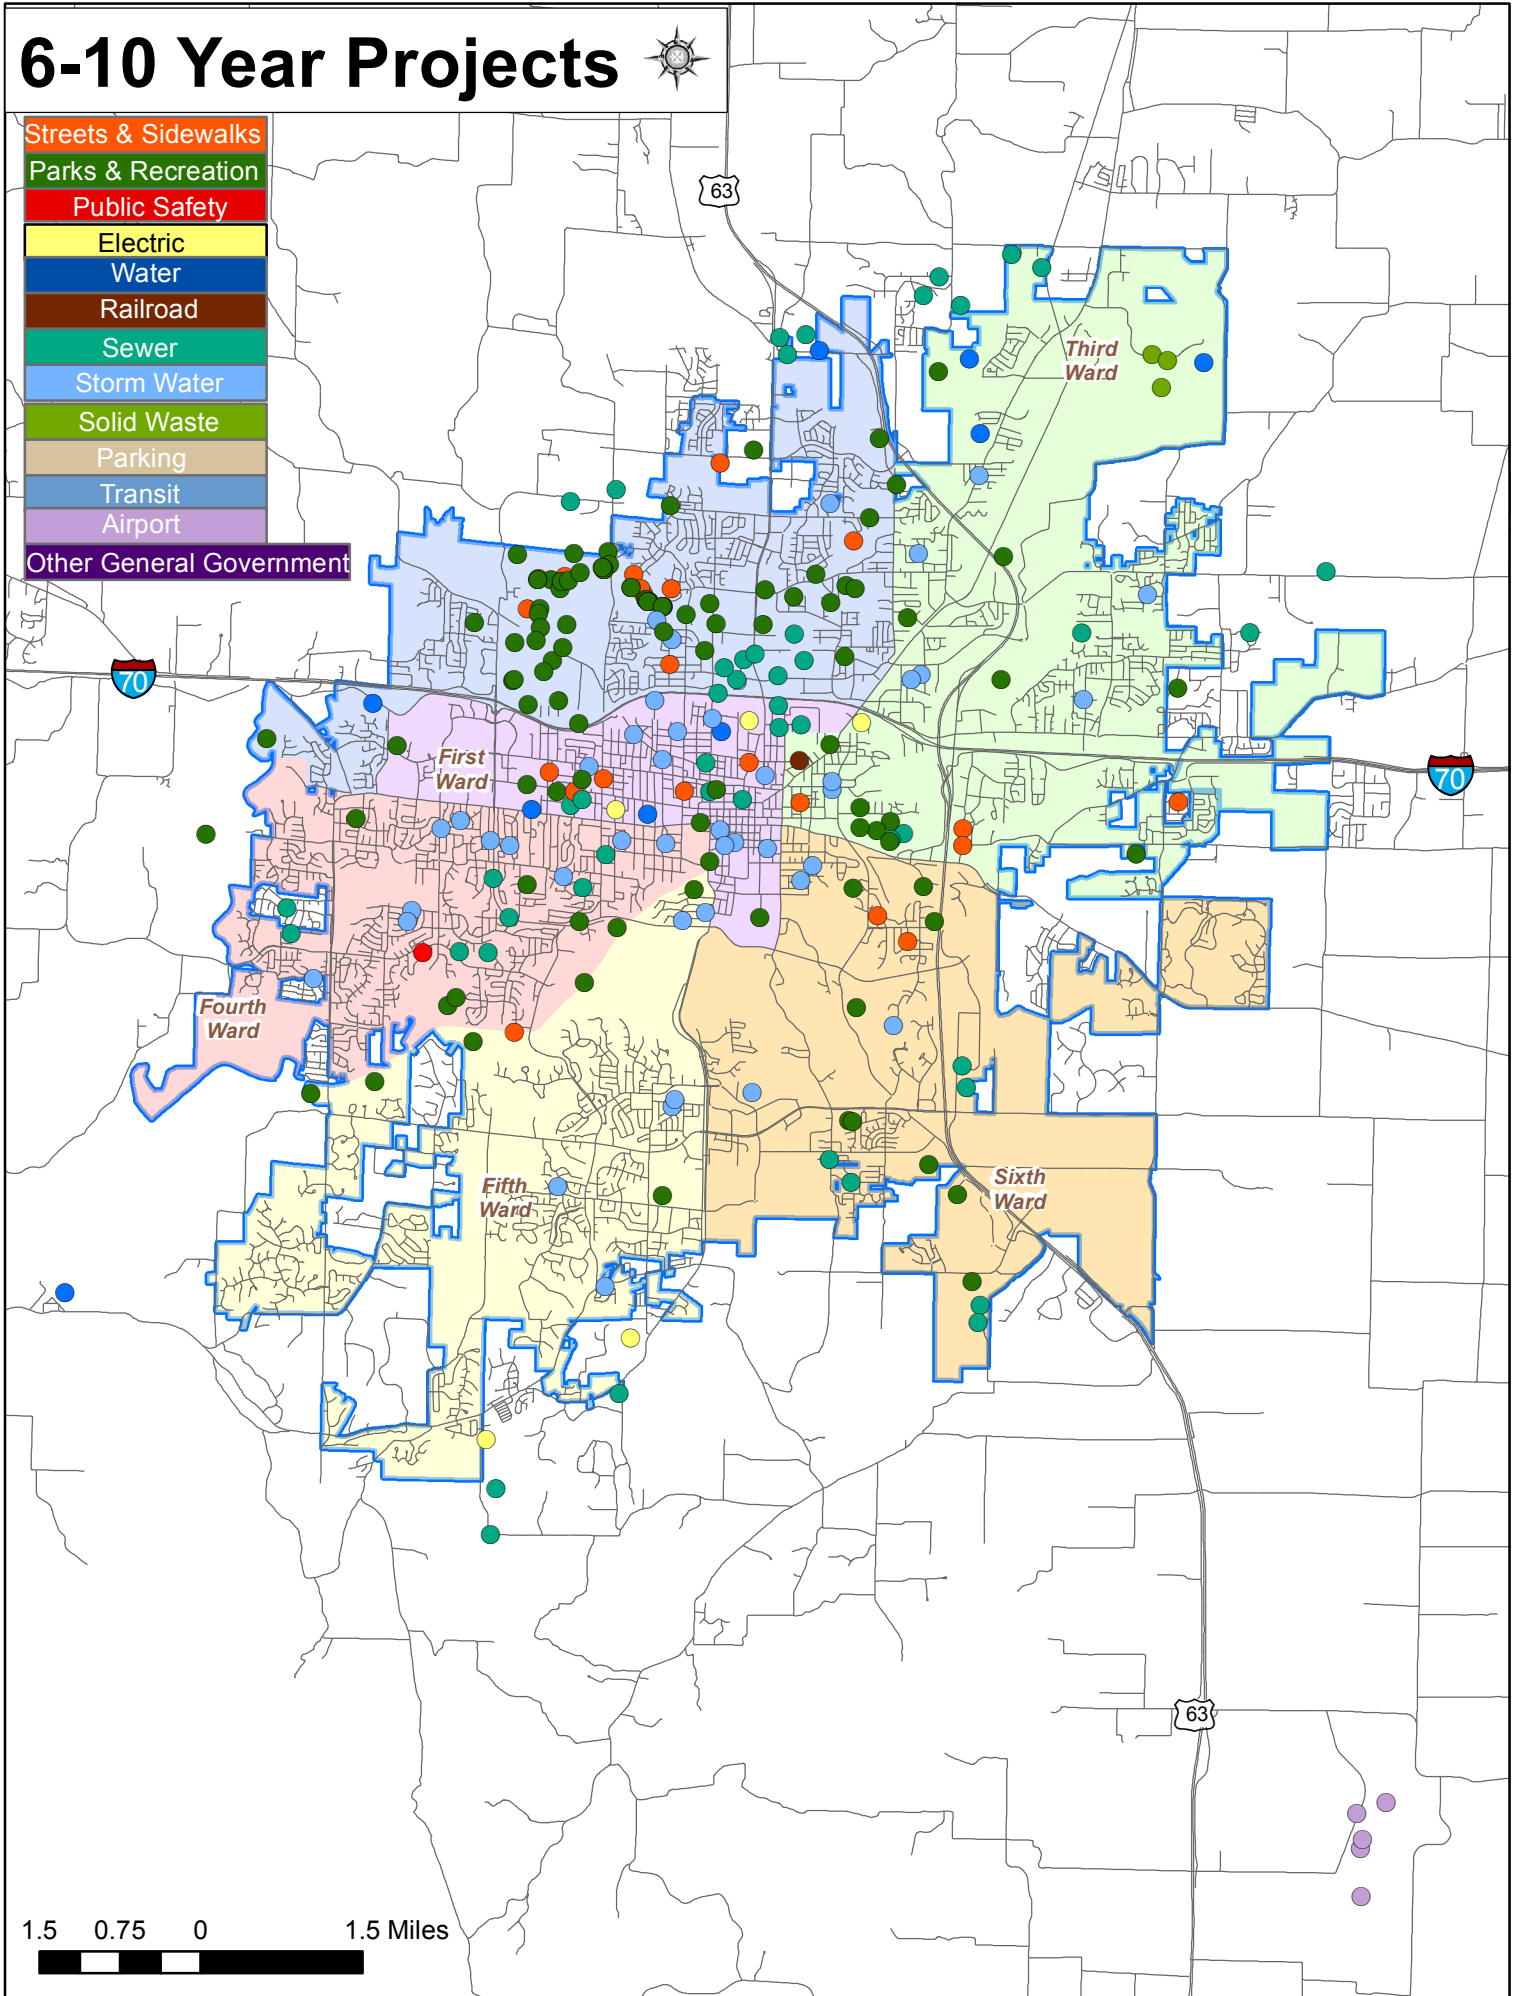 6-10 Year Projects
Streets & Sidewalks
Parks & Recreation
Public Safety
Electric
Water
Railroad
Sewer
Storm Water
Solid Waste
Parking
Transit
Airport
Other General Government
63
Third
Ward
70
First
Ward
70
Fourth
Ward
Fifth
Ward
Sixth
Ward
63
1.5 0.75 0 1.5 Miles